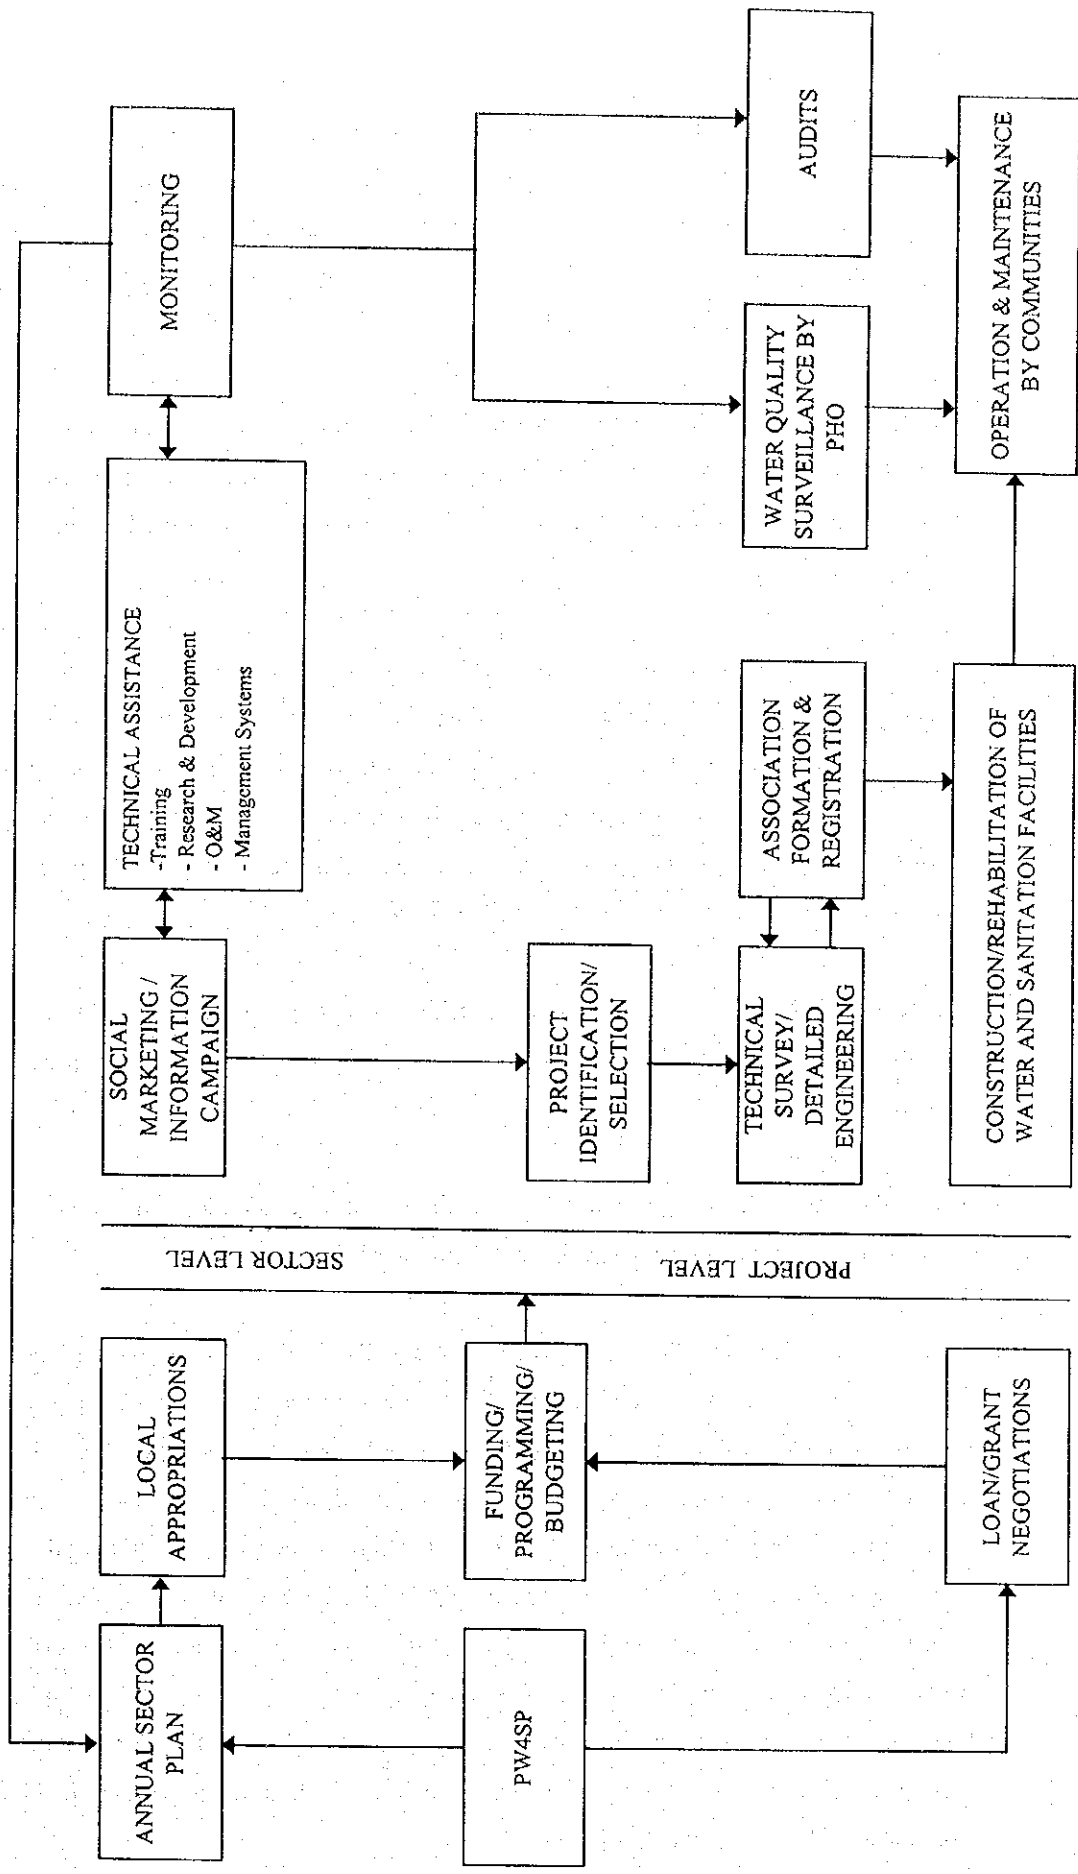 ANNUAL SECTOR
PLAN
LOCAL
APPROPRIATIONS
PW4SP
FUNDING/
PROGRAMMING/
BUDGETING
LOAN/GRANT
NEGOTIATIONS
SECTOR LEVEL
PROJECT LEVEL
SOCIAL
MARKETING /
INFORMATION
CAMPAIGN
TECHNICAL ASSISTANCE
-Training
- Research & Development
- O&M
- Management Systems
MONITORING
PROJECT
IDENTIFICATION/
SELECTION
TECHNICAL
SURVEY/
DETAILED
ENGINEERING
ASSOCIATION
FORMATION &
REGISTRATION
WATER QUALITY
SURVEILLANCE BY
PHO
AUDITS
CONSTRUCTION/REHABILITATION OF
WATER AND SANITATION FACILITIES
OPERATION & MAINTENANCE
BY COMMUNITIES